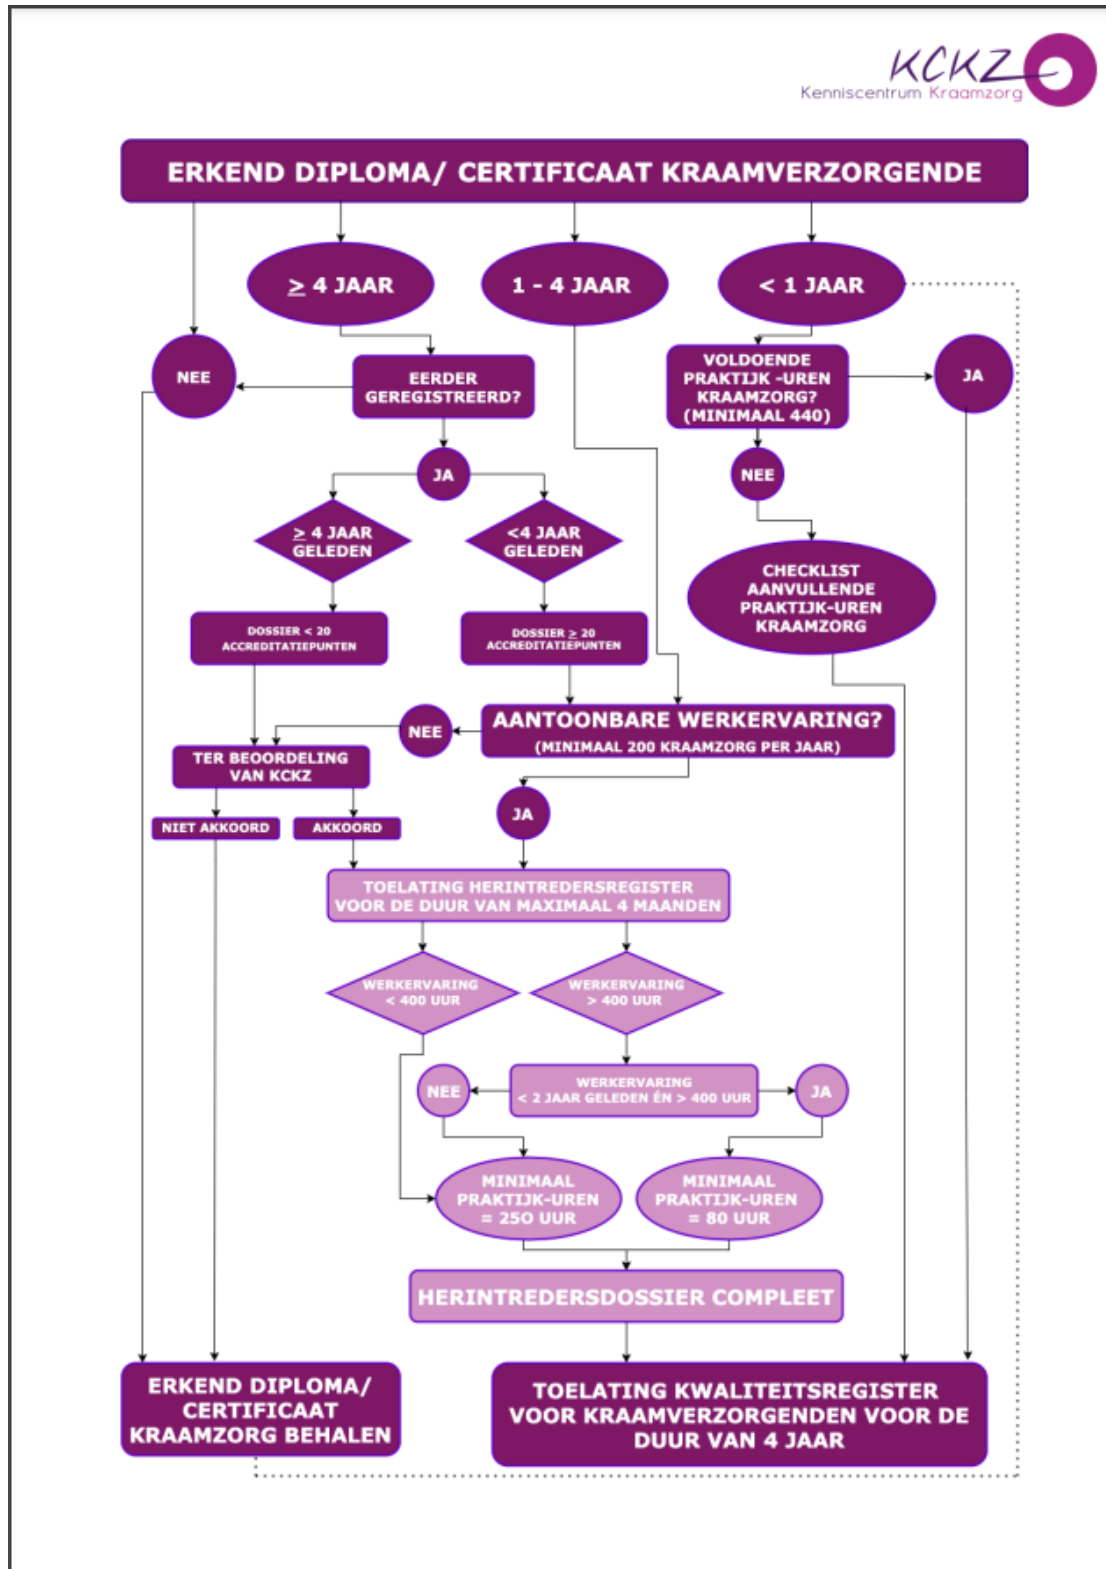 KCKZ
Kenniscentrum Kraamzorg
ERKEND DIPLOMA/ CERTIFICAAT KRAAMVERZORGENDE
≥ 4 JAAR
1 - 4 JAAR
< 1 JAAR
NEE
EERDER
GEREGISTREERD?
VOLDOENDE
PRAKTIJK -UREN
KRAAMZORG?
(MINIMAAL 440)
JA
JA
NEE
≥ 4 JAAR
GELEDEN
<4 JAAR
GELEDEN
CHECKLIST
AANVULLENDE
PRAKTIJK-UREN
KRAAMZORG
DOSSIER < 20
ACCREDITATIEPUNTEN
DOSSIER ≥ 20
ACCREDITATIEPUNTEN
NEE
AANTOONBARE WERKERVARING?
(MINIMAAL 200 KRAAMZORG PER JAAR)
TER BEOORDELING
VAN KCKZ
JA
NIET AKKOORD
AKKOORD
TOELATING HERINTREDERSREGISTER
VOOR DE DUUR VAN MAXIMAAL 4 MAANDEN
WERKERVARING
< 400 UUR
WERKERVARING
> 400 UUR
NEE
WERKERVARING
< 2 JAAR GELEDEN ÉN > 400 UUR
JA
MINIMAAL
PRAKTIJK-UREN
= 25O UUR
MINIMAAL
PRAKTIJK-UREN
= 80 UUR
HERINTREDERSDOSSIER COMPLEET
ERKEND DIPLOMA/
CERTIFICAAT
KRAAMZORG BEHALEN
TOELATING KWALITEITSREGISTER
VOOR KRAAMVERZORGENDEN VOOR DE
DUUR VAN 4 JAAR